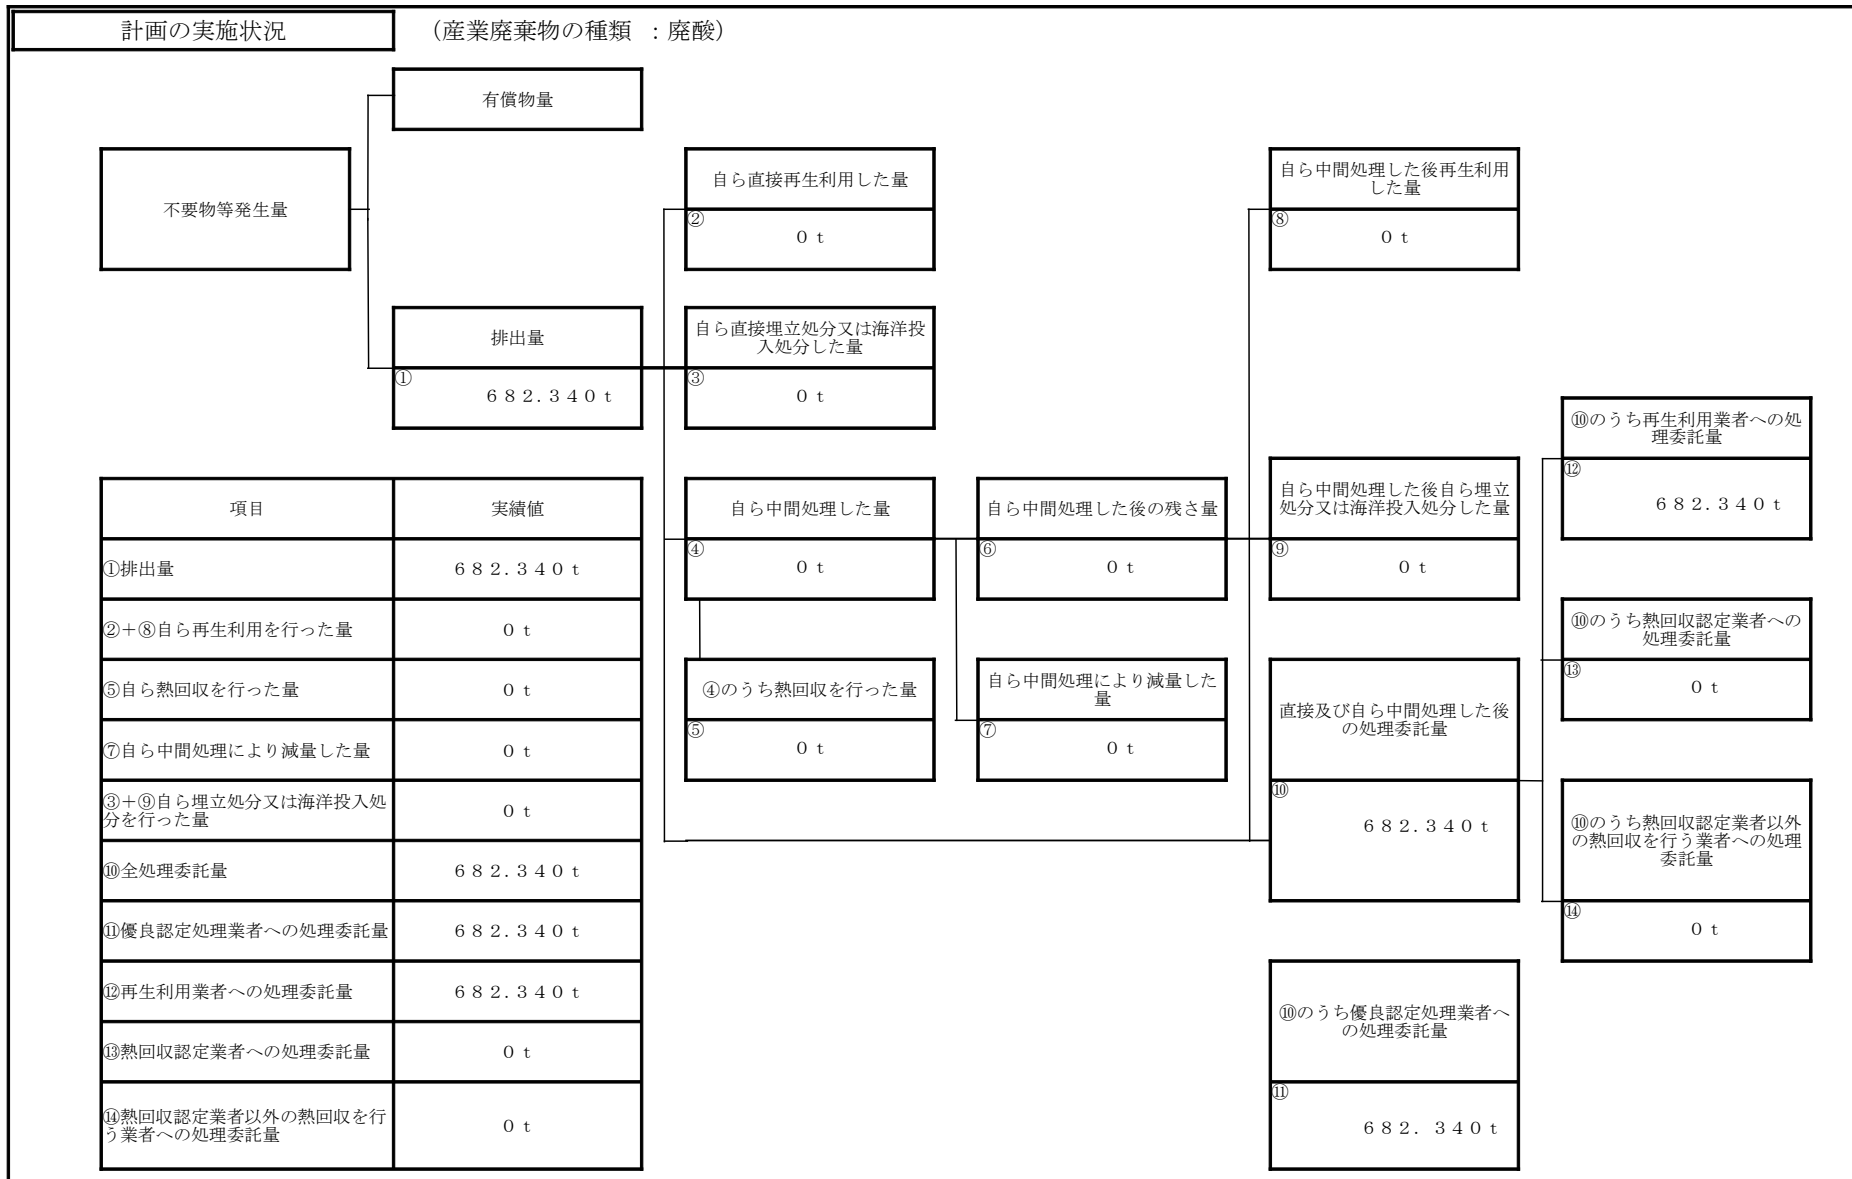 計画の実施状況
（産業廃棄物の種類　：廃酸）
有償物量
不要物等発生量
自ら直接再生利用した量
②
０ｔ
自ら中間処理した後再生利用
した量
⑧
０ｔ
排出量
①
６８２.３４０ｔ
自ら直接埋立処分又は海洋投
入処分した量
③
０ｔ
⑩のうち再生利用業者への処
理委託量
⑫
６８２.３４０ｔ
自ら中間処理した量
④
０ｔ
自ら中間処理した後の残さ量
⑥
０ｔ
自ら中間処理した後自ら埋立
処分又は海洋投入処分した量
⑨
０ｔ
⑩のうち熱回収認定業者への
処理委託量
⑬
０ｔ
④のうち熱回収を行った量
⑤
０ｔ
自ら中間処理により減量した
量
⑦
０ｔ
直接及び自ら中間処理した後
の処理委託量
⑩
６８２.３４０ｔ
⑩のうち熱回収認定業者以外
の熱回収を行う業者への処理
委託量
⑭
０ｔ
⑩のうち優良認定処理業者へ
の処理委託量
⑪
６８２．３４０ｔ
項目　実績値
①排出量　６８２.３４０ｔ
②＋⑧自ら再生利用を行った量　０ｔ
⑤自ら熱回収を行った量　０ｔ
⑦自ら中間処理により減量した量　０ｔ
③＋⑨自ら埋立処分又は海洋投入処
分を行った量　０ｔ
⑩全処理委託量　６８２.３４０ｔ
⑪優良認定処理業者への処理委託量　６８２.３４０ｔ
⑫再生利用業者への処理委託量　６８２.３４０ｔ
⑬熱回収認定業者への処理委託量　０ｔ
⑭熱回収認定業者以外の熱回収を行
う業者への処理委託量　０ｔ